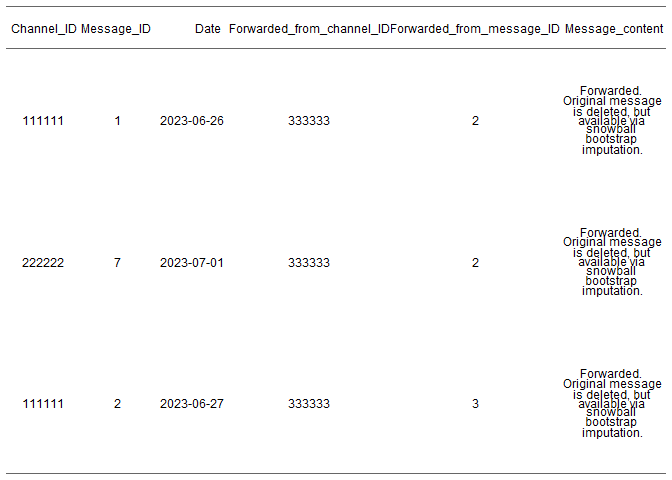 Channel_ID Message_ID Date Forwarded_from_channel_ID Forwarded_from_message_ID Message_content
Forwarded.
Original message
is deleted, but
111111 1 2023-06-26 333333 2 available via
snowball
bootstrap
imputation.
Forwarded.
Original message
is deleted, but
222222 7 2023-07-01 333333 2 available via
snowball
bootstrap
imputation.
Forwarded.
Original message
is deleted, but
111111 2 2023-06-27 333333 3 available via
snowball
bootstrap
imputation.